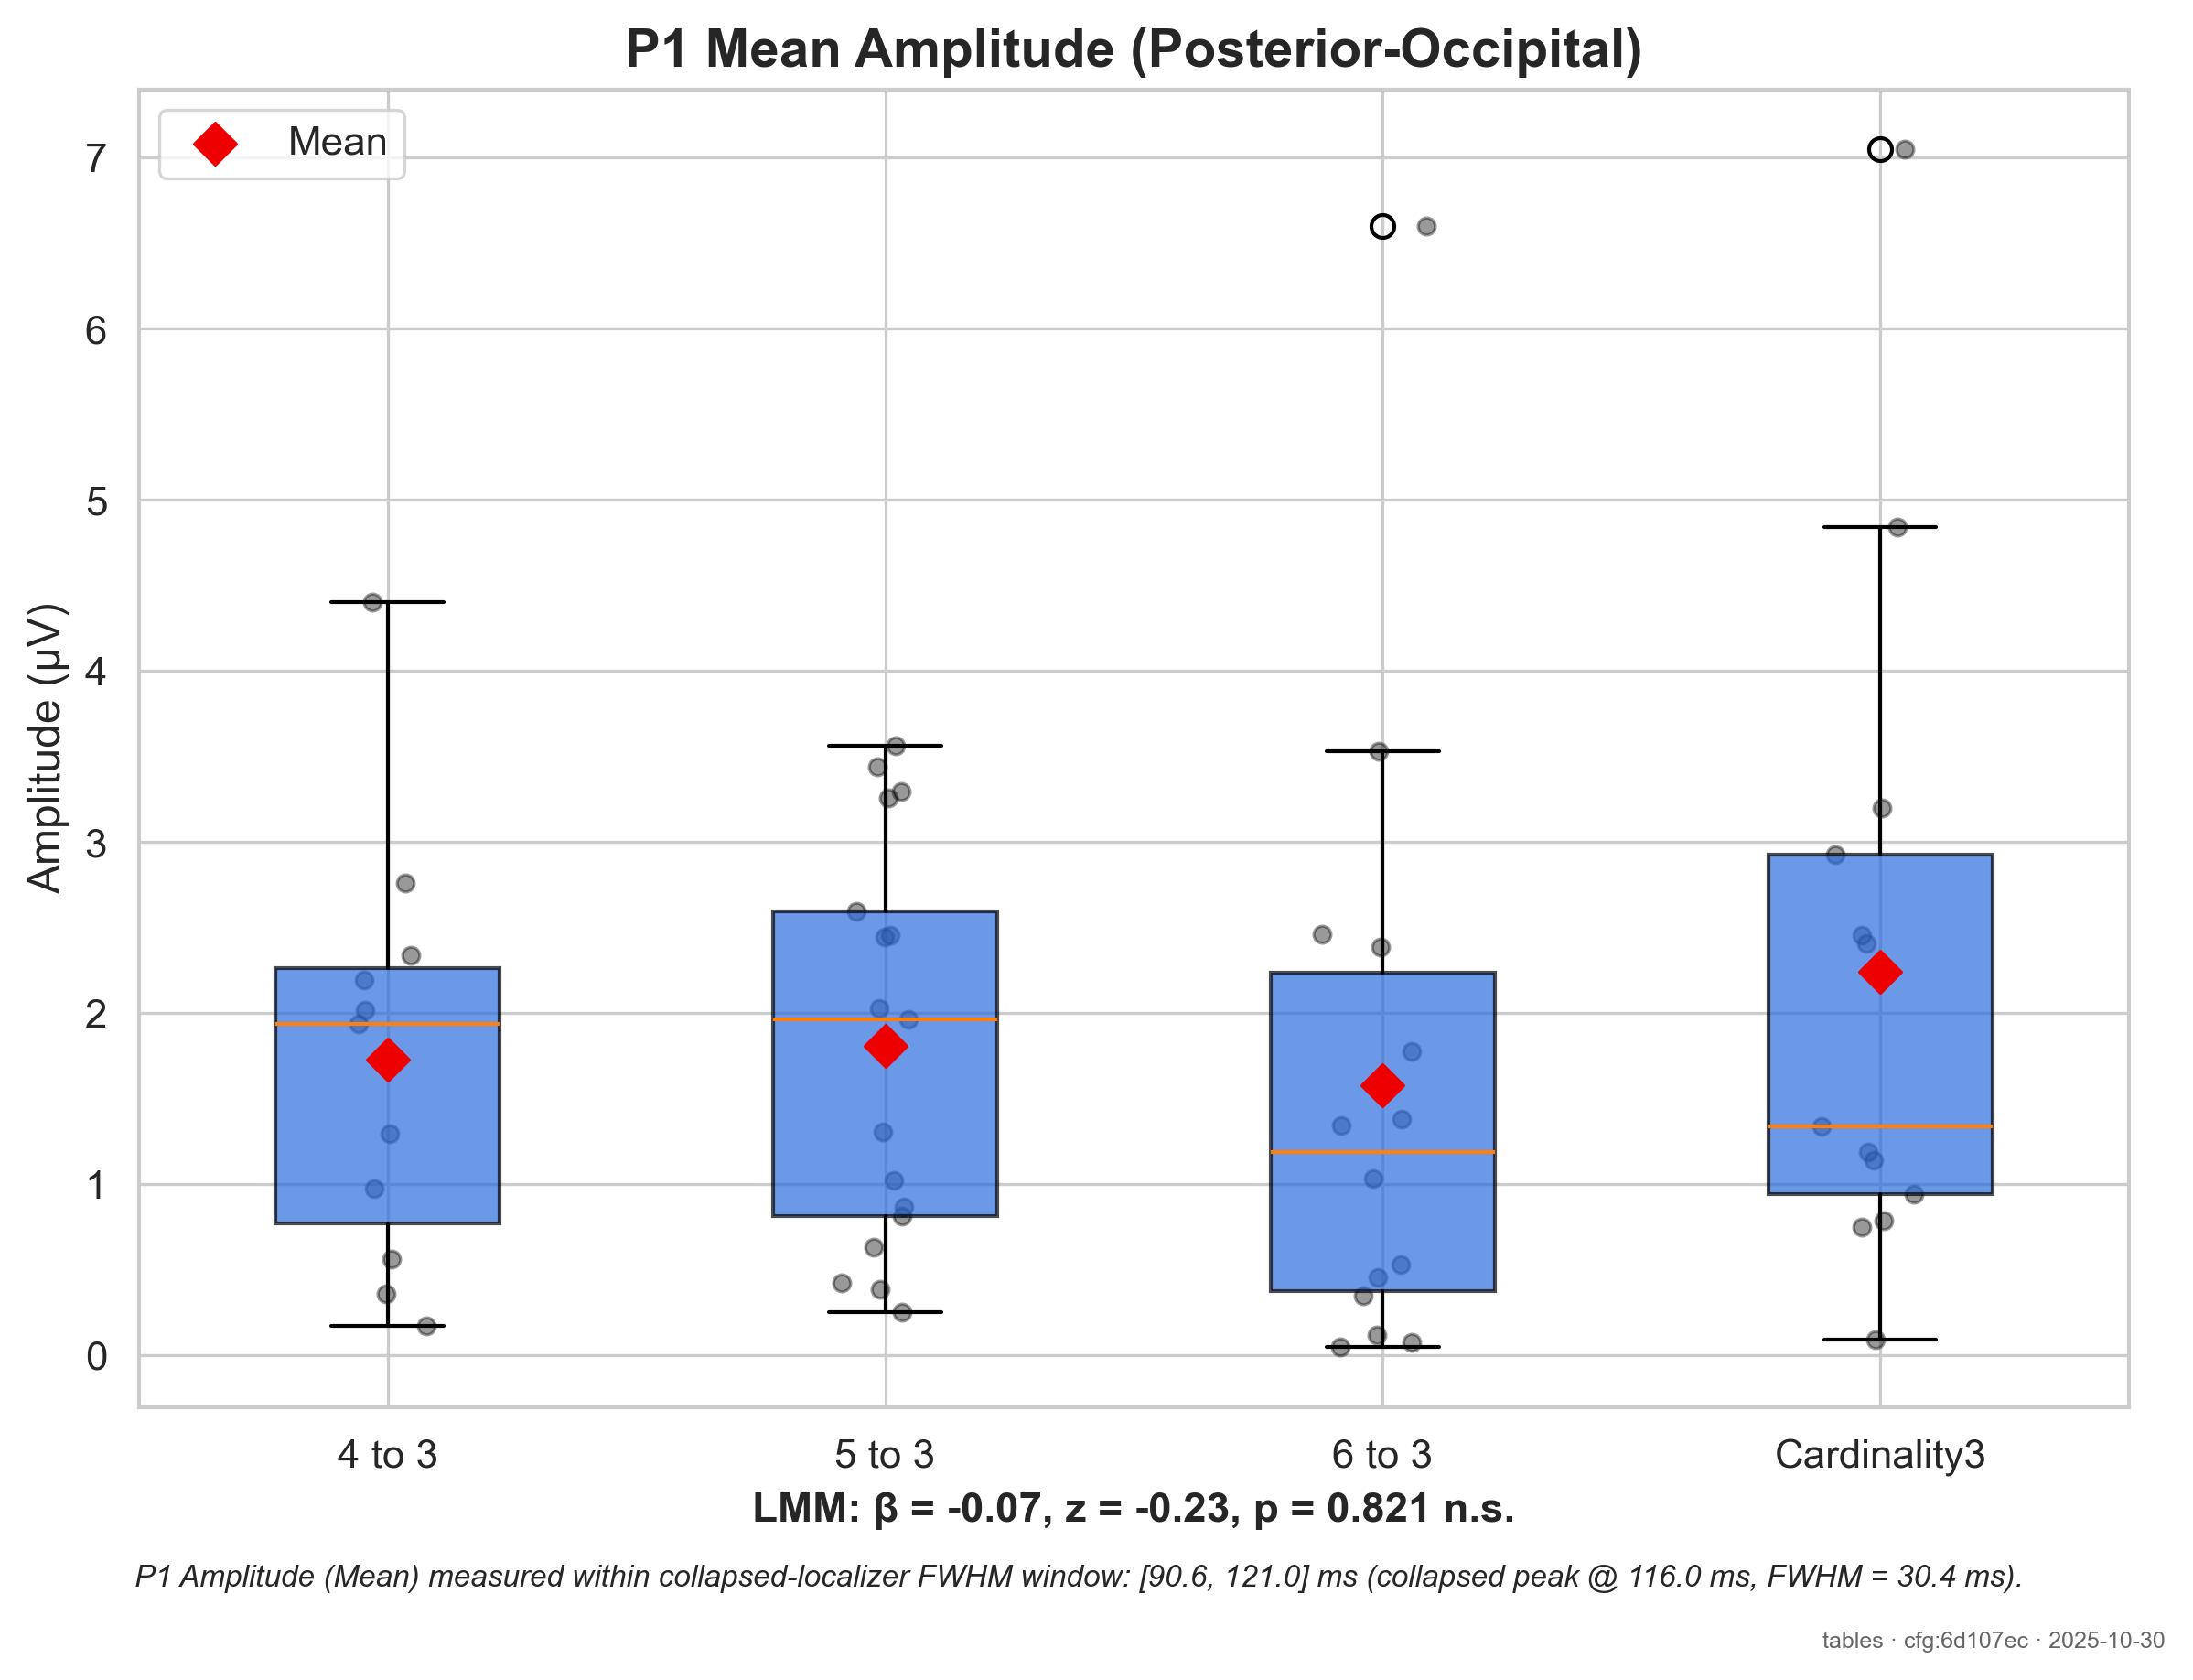 P1 Mean Amplitude (Posterior-Occipital)
Mean
7
6
5
4
3
2
1
0
Amplitude (µV)
4 to 3
5 to 3
6 to 3
Cardinality3
LMM: β = -0.07, z = -0.23, p = 0.821 n.s.
P1 Amplitude (Mean) measured within collapsed-localizer FWHM window: [90.6, 121.0] ms (collapsed peak @ 116.0 ms, FWHM = 30.4 ms).
tables · cfg:6d107ec · 2025-10-30